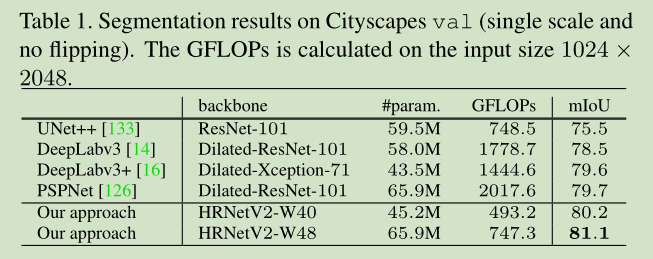 Table 1. Segmentation results on Cityscapes val (single scale and
no flipping). The GFLOPs is calculated on the input size 1024 ×
2048.
backbone #param. GFLOPs mIoU
UNet++ [133] ResNet-101 59.5M 748.5 75.5
DeepLabv3 [14] Dilated-ResNet-101 58.0M 1778.7 78.5
DeepLabv3+ [16] Dilated-Xception-71 43.5M 1444.6 79.6
PSPNet [126] Dilated-ResNet-101 65.9M 2017.6 79.7
Our approach HRNetV2-W40 45.2M 493.2 80.2
Our approach HRNetV2-W48 65.9M 747.3 81.1